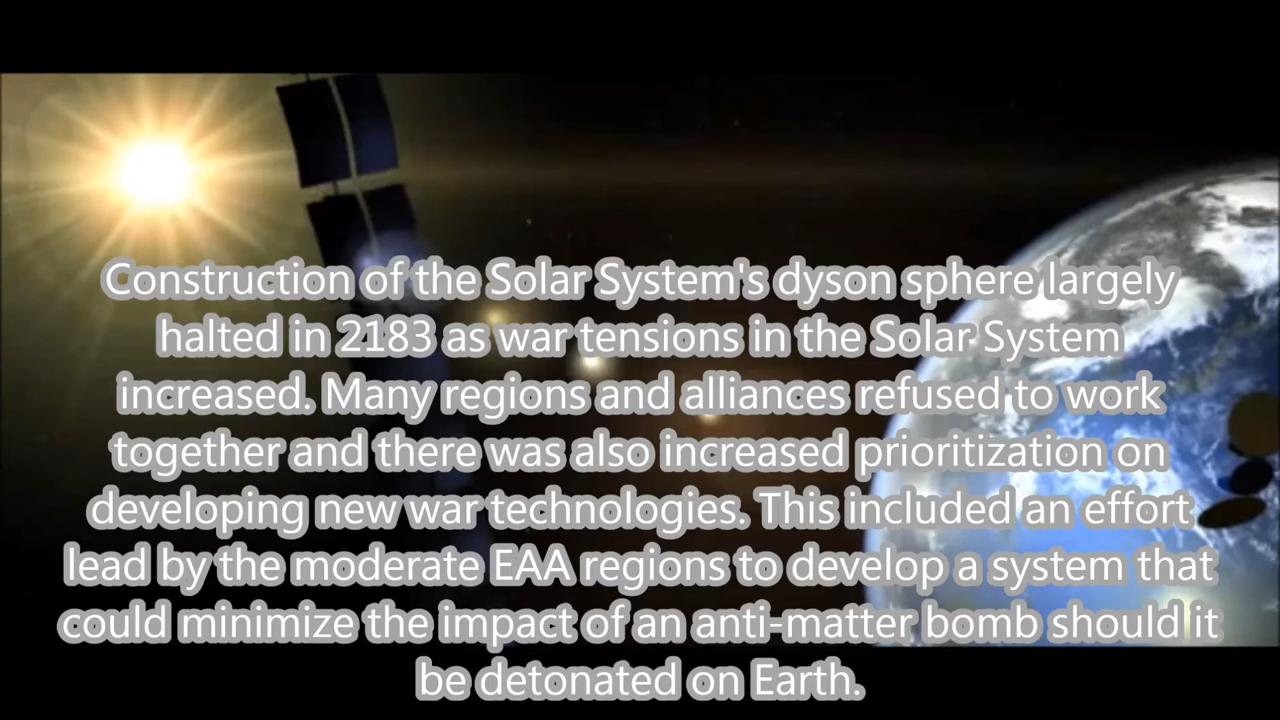 Construction of the Solar System's dyson sphere largely
halted in 2183 as war tensions in the Solar System
increased. Many regions and alliances refused to work
together and there was also increased prioritization on
developing new war technologies. This included an effort
lead by the moderate EAA regions to develop a system that
could minimize the impact of an anti-matter bomb should it
be detonated on Earth.